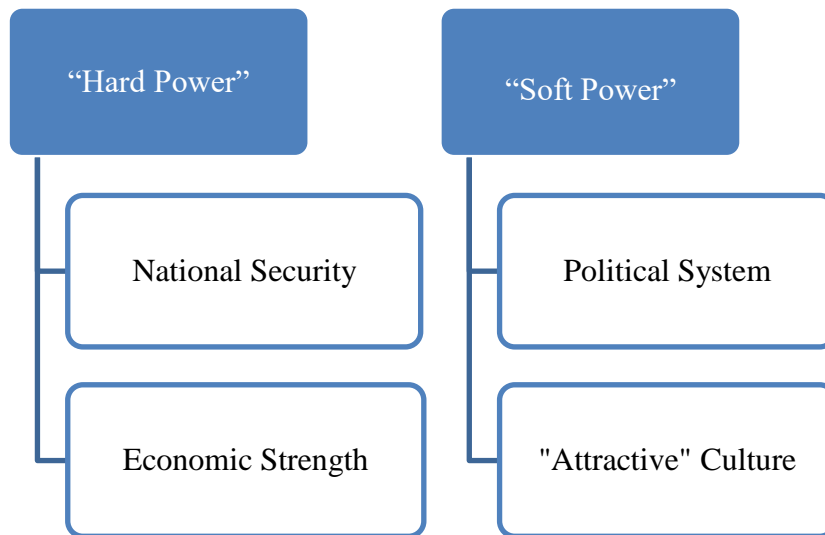 “Hard Power”
National Security
Economic Strength
“Soft Power”
Political System
"Attractive" Culture